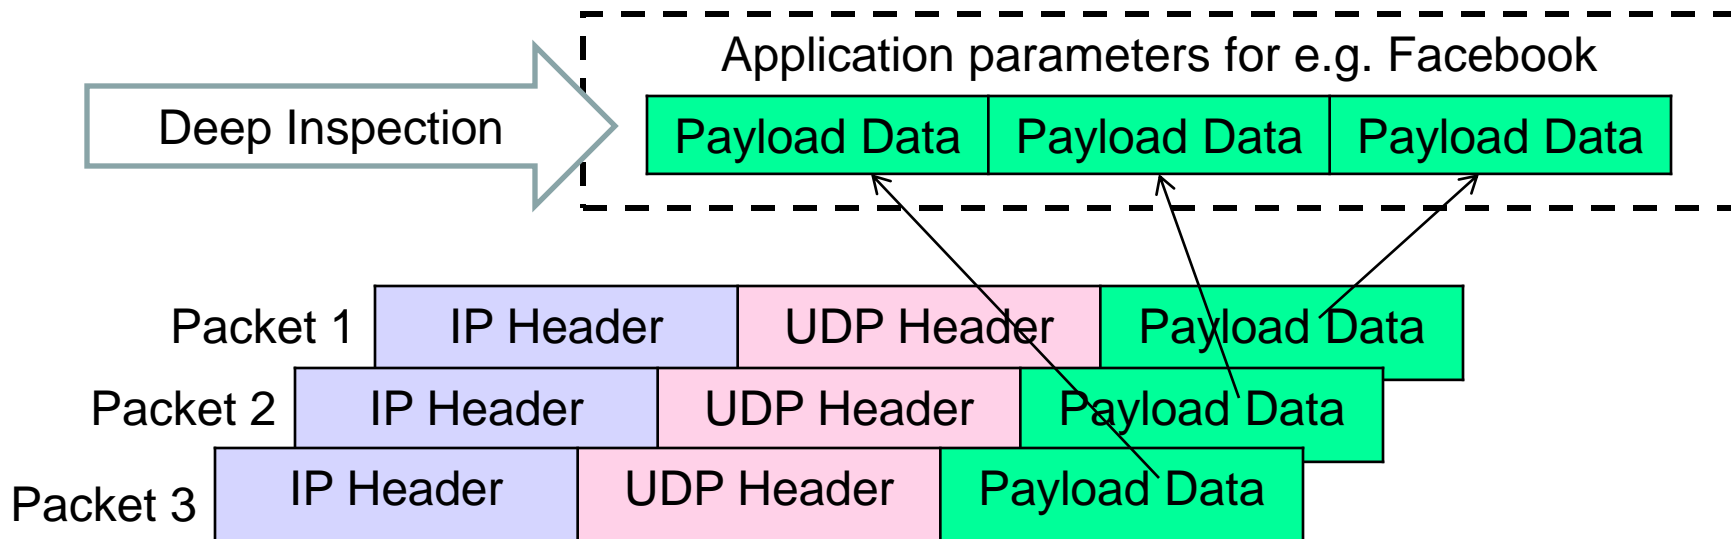 Application parameters for e.g. Facebook
Deep Inspection
Payload Data Payload Data Payload Data
Packet 1 IP Header UDP Header Payload Data
Packet 2 IP Header UDP Header Payload Data
Packet 3 IP Header UDP Header Payload Data